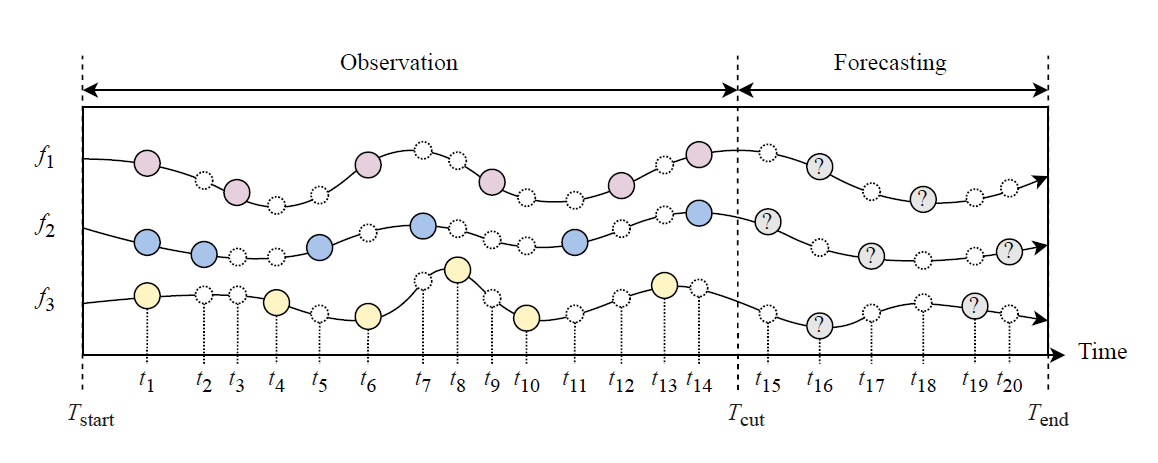 Observation Forecasting
f1 ?
f2 ? ? ?
f3 ? ?
Time
t1 t2 t3 t4 t5 t6 t7 t8 t9 t10 t11 t12 t13 t14 t15 t16 t17 t18 t19 t20
Tstart Tcut Tend